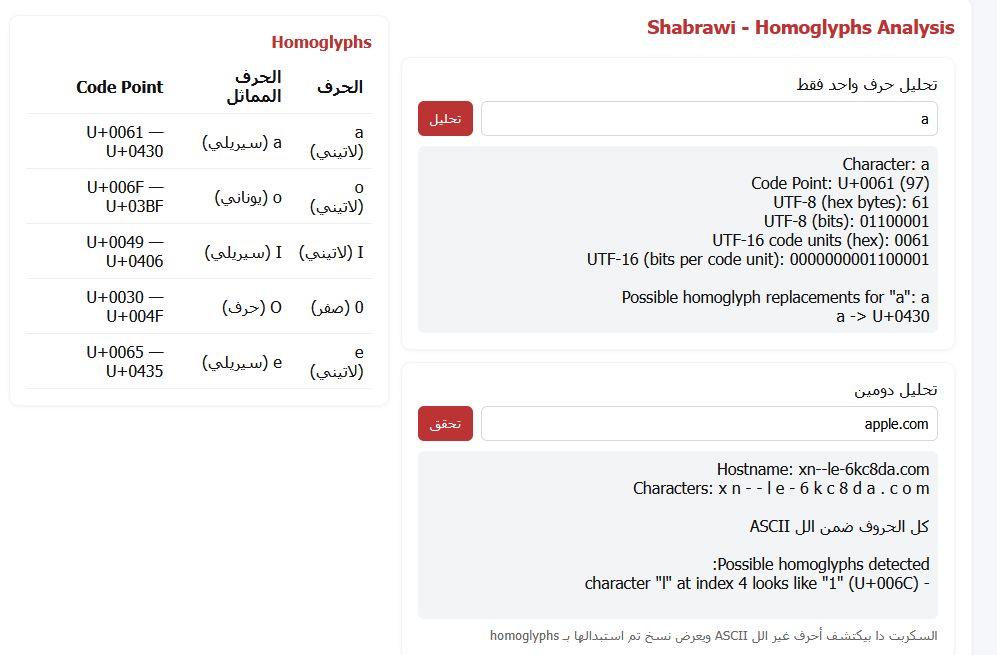 Shabrawi - Homoglyphs Analysis
تحليل حرف واحد فقط
a
تحليل
Character: a
Code Point: U+0061 (97)
UTF-8 (hex bytes): 61
UTF-8 (bits): 01100001
UTF-16 code units (hex): 0061
UTF-16 (bits per code unit): 0000000001100001
Possible homoglyph replacements for "a": а
а -> U+0430
تحليل دومين
apple.com
تحقق
Hostname: xn--le-6kc8da.com
Characters: x n - - l e - 6 k c 8 d a . c o m
كل الحروف ضمن الل ASCII
:Possible homoglyphs detected
character "l" at index 4 looks like "1" (U+006C) -
السكربت دا بيكتشف أحرف غير الل ASCII ويعرض نسخ تم استبدالها بـ homoglyphs
Homoglyphs
الحرف	الحرف المماثل	Code Point
a (لاتيني)	а (سيريلي)	U+0061 — U+0430
o (لاتيني)	ο (يوناني)	U+006F — U+03BF
I (لاتيني)	І (سيريلي)	U+0049 — U+0406
0 (صفر)	O (حرف)	U+0030 — U+004F
e (لاتيني)	е (سيريلي)	U+0065 — U+0435